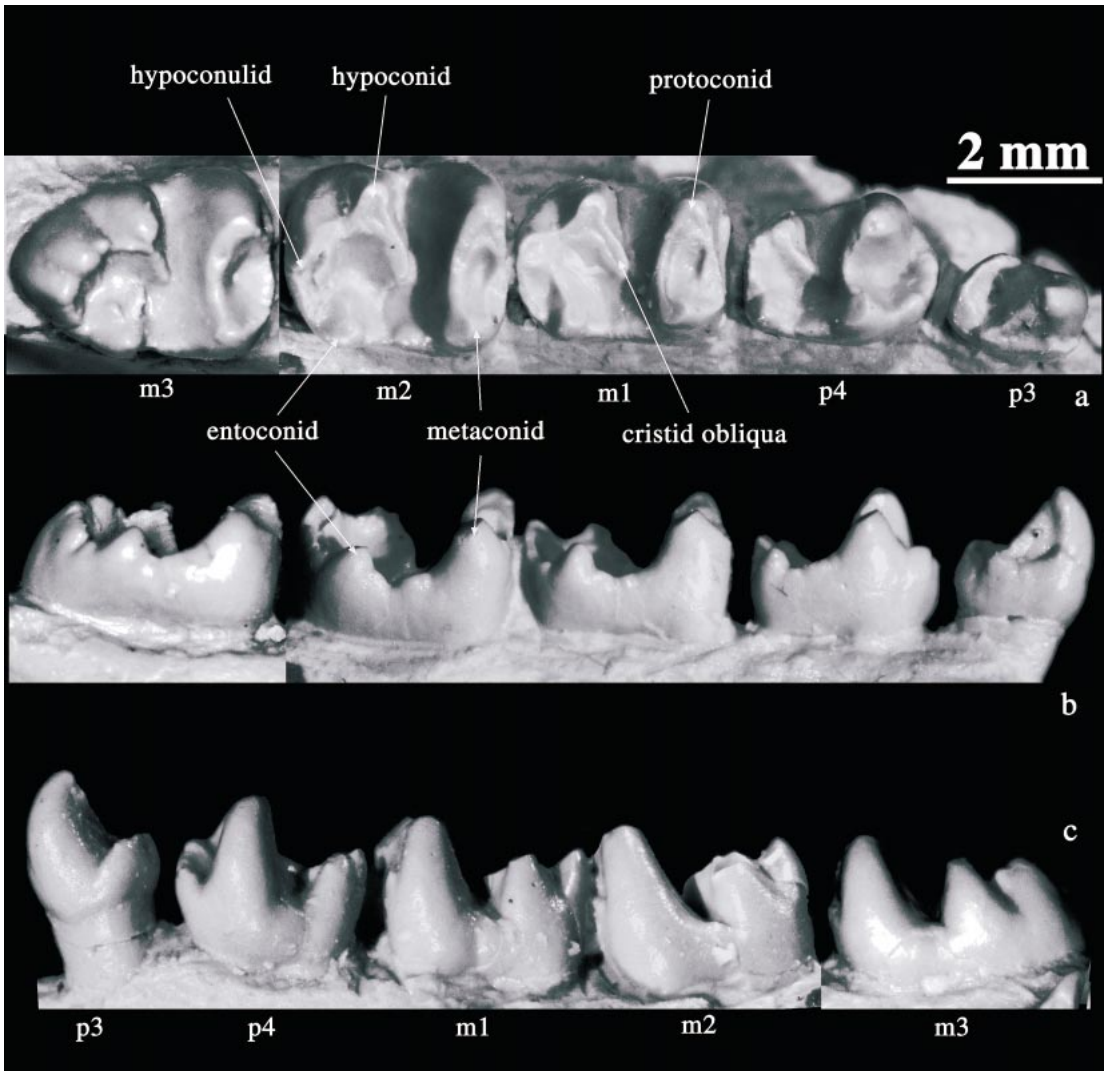 hypoconulid
hypoconid
protoconid
2 mm
m3
m2
m1
p4
p3
a
entoconid
metaconid
cristid obliqua
b
c
p3
p4
m1
m2
m3